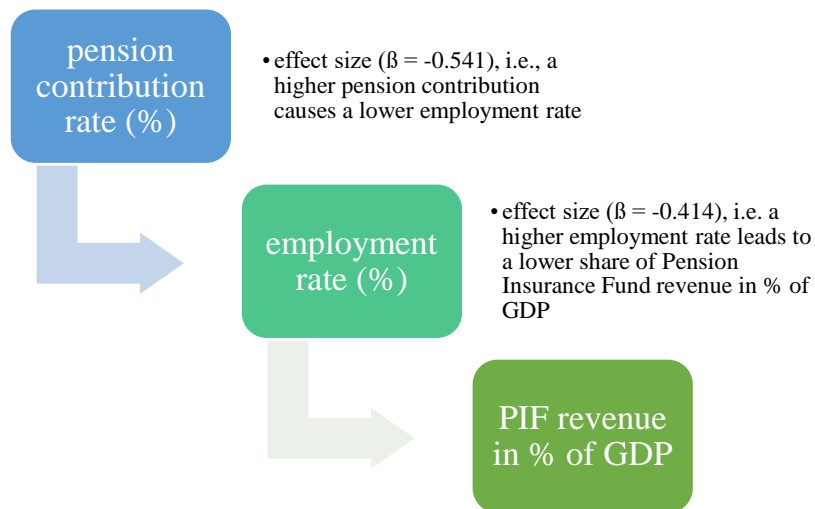 pension
contribution
rate (%)
• effect size (ß = -0.541), i.e., a
higher pension contribution
causes a lower employment rate
employment
rate (%)
• effect size (ß = -0.414), i.e. a
higher employment rate leads to
a lower share of Pension
Insurance Fund revenue in % of
GDP
PIF revenue
in % of GDP